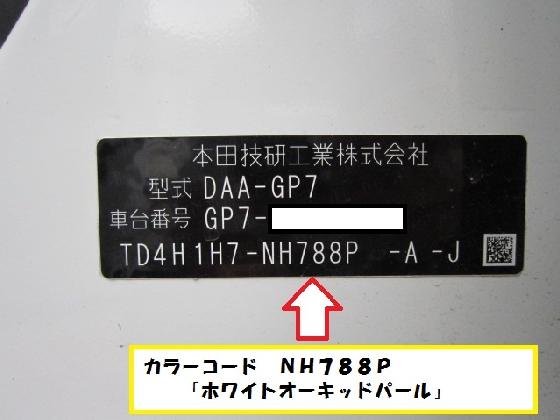 本田技研工業株式会社
型式 DAA-GP7
車台番号 GP7-
TD4H1H7-NH788P -A-J
カラーコード NH788P
「ホワイトオーキッドパール」